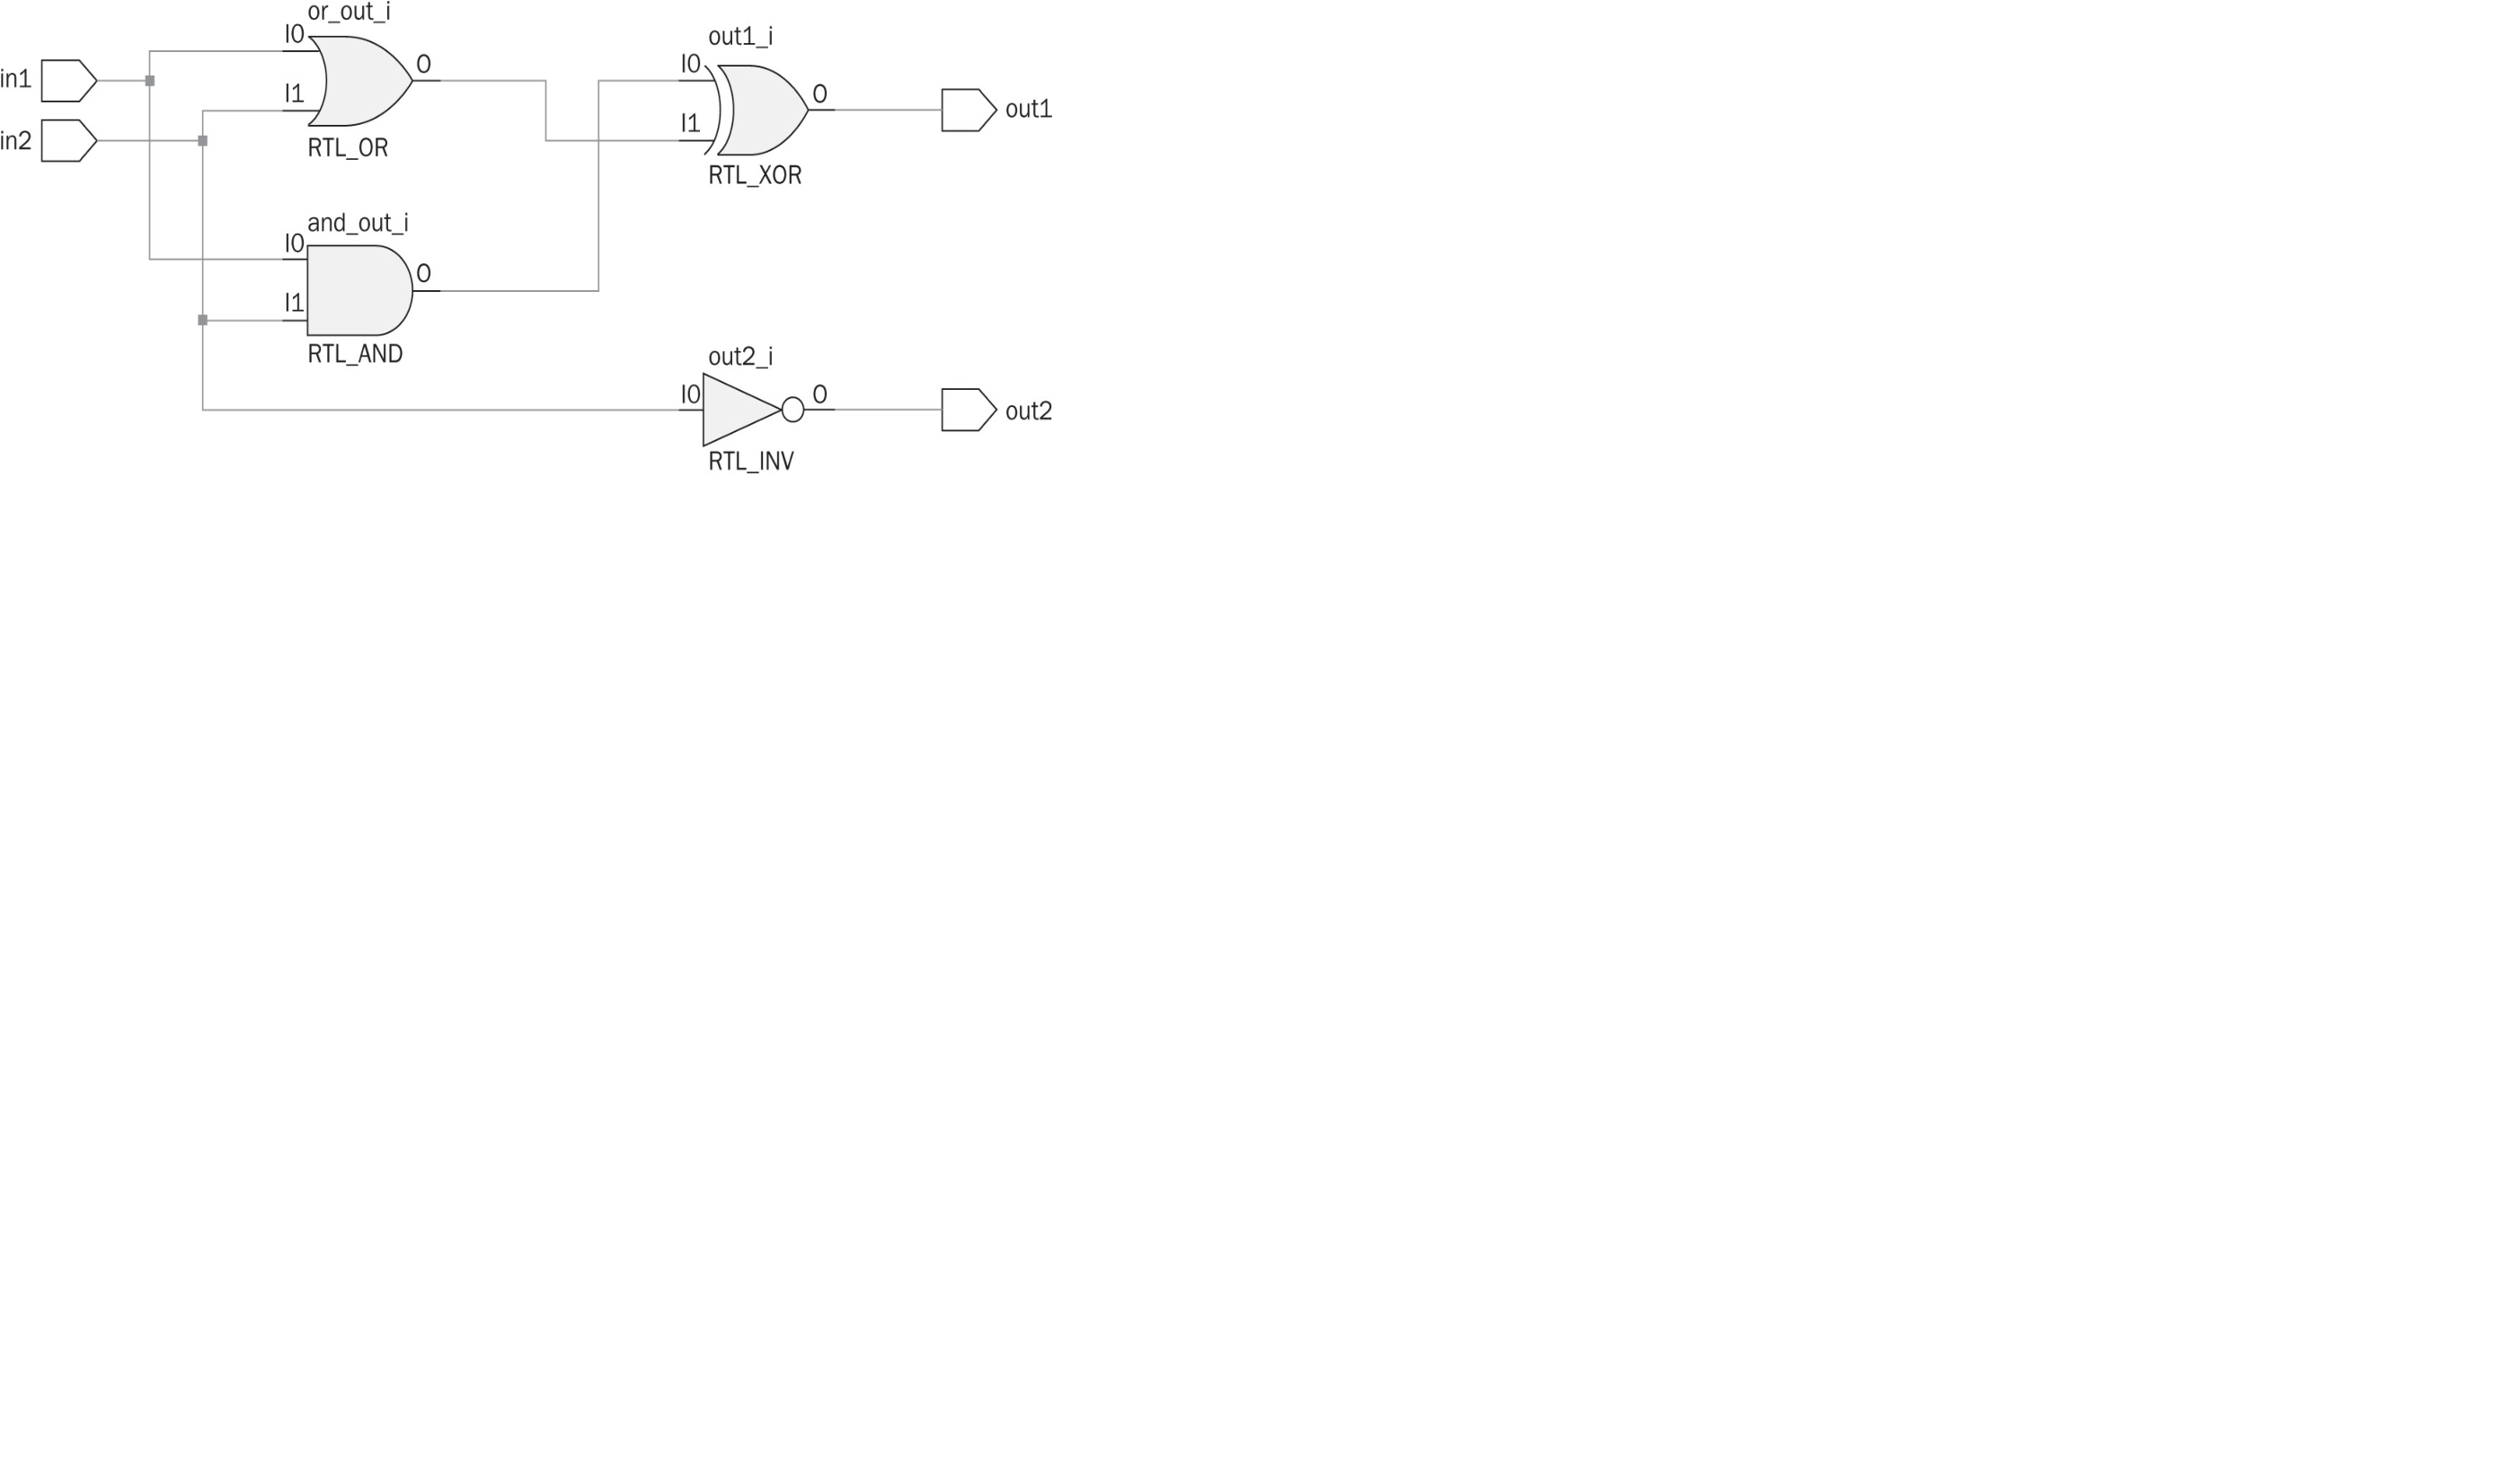 or_out_i
I0
in1
I1
O
in2
RTL_OR
out1_i
I0
I1
O
out1
RTL_XOR
and_out_i
I0
I1
O
RTL_AND
out2_i
I0
O
out2
RTL_INV